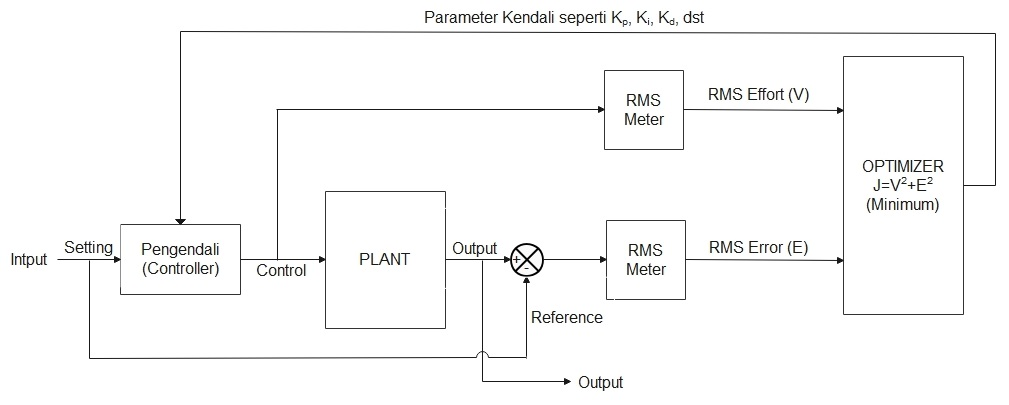 Parameter Kendali seperti Kp, Ki, Kd, dst
RMS
Meter
RMS Effort (V)
OPTIMIZER
J=V²+E²
(Minimum)
Intput
Setting
Pengendali
(Controller)
Control
PLANT
Output
+
-
RMS
Meter
RMS Error (E)
Reference
Output